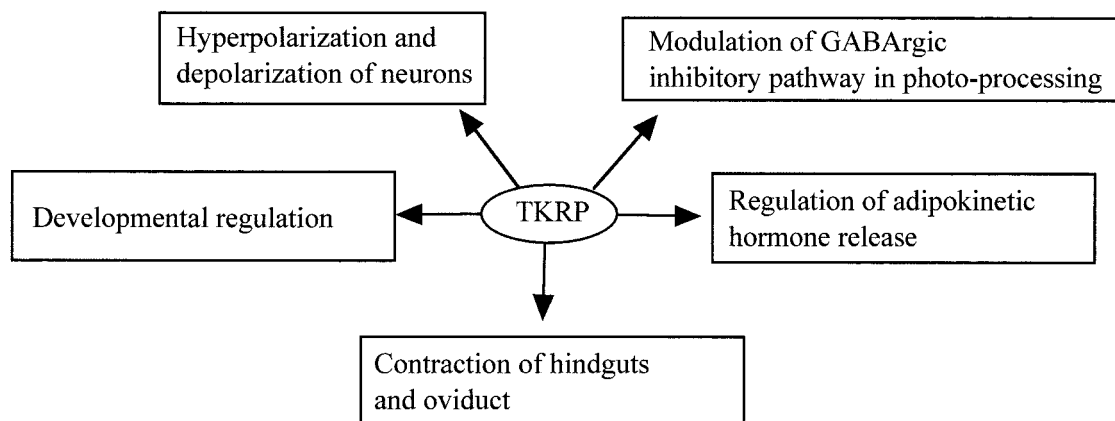 Hyperpolarization and
depolarization of neurons
Modulation of GABArgic
inhibitory pathway in photo-processing
Developmental regulation
TKRP
Regulation of adipokinetic
hormone release
Contraction of hindguts
and oviduct